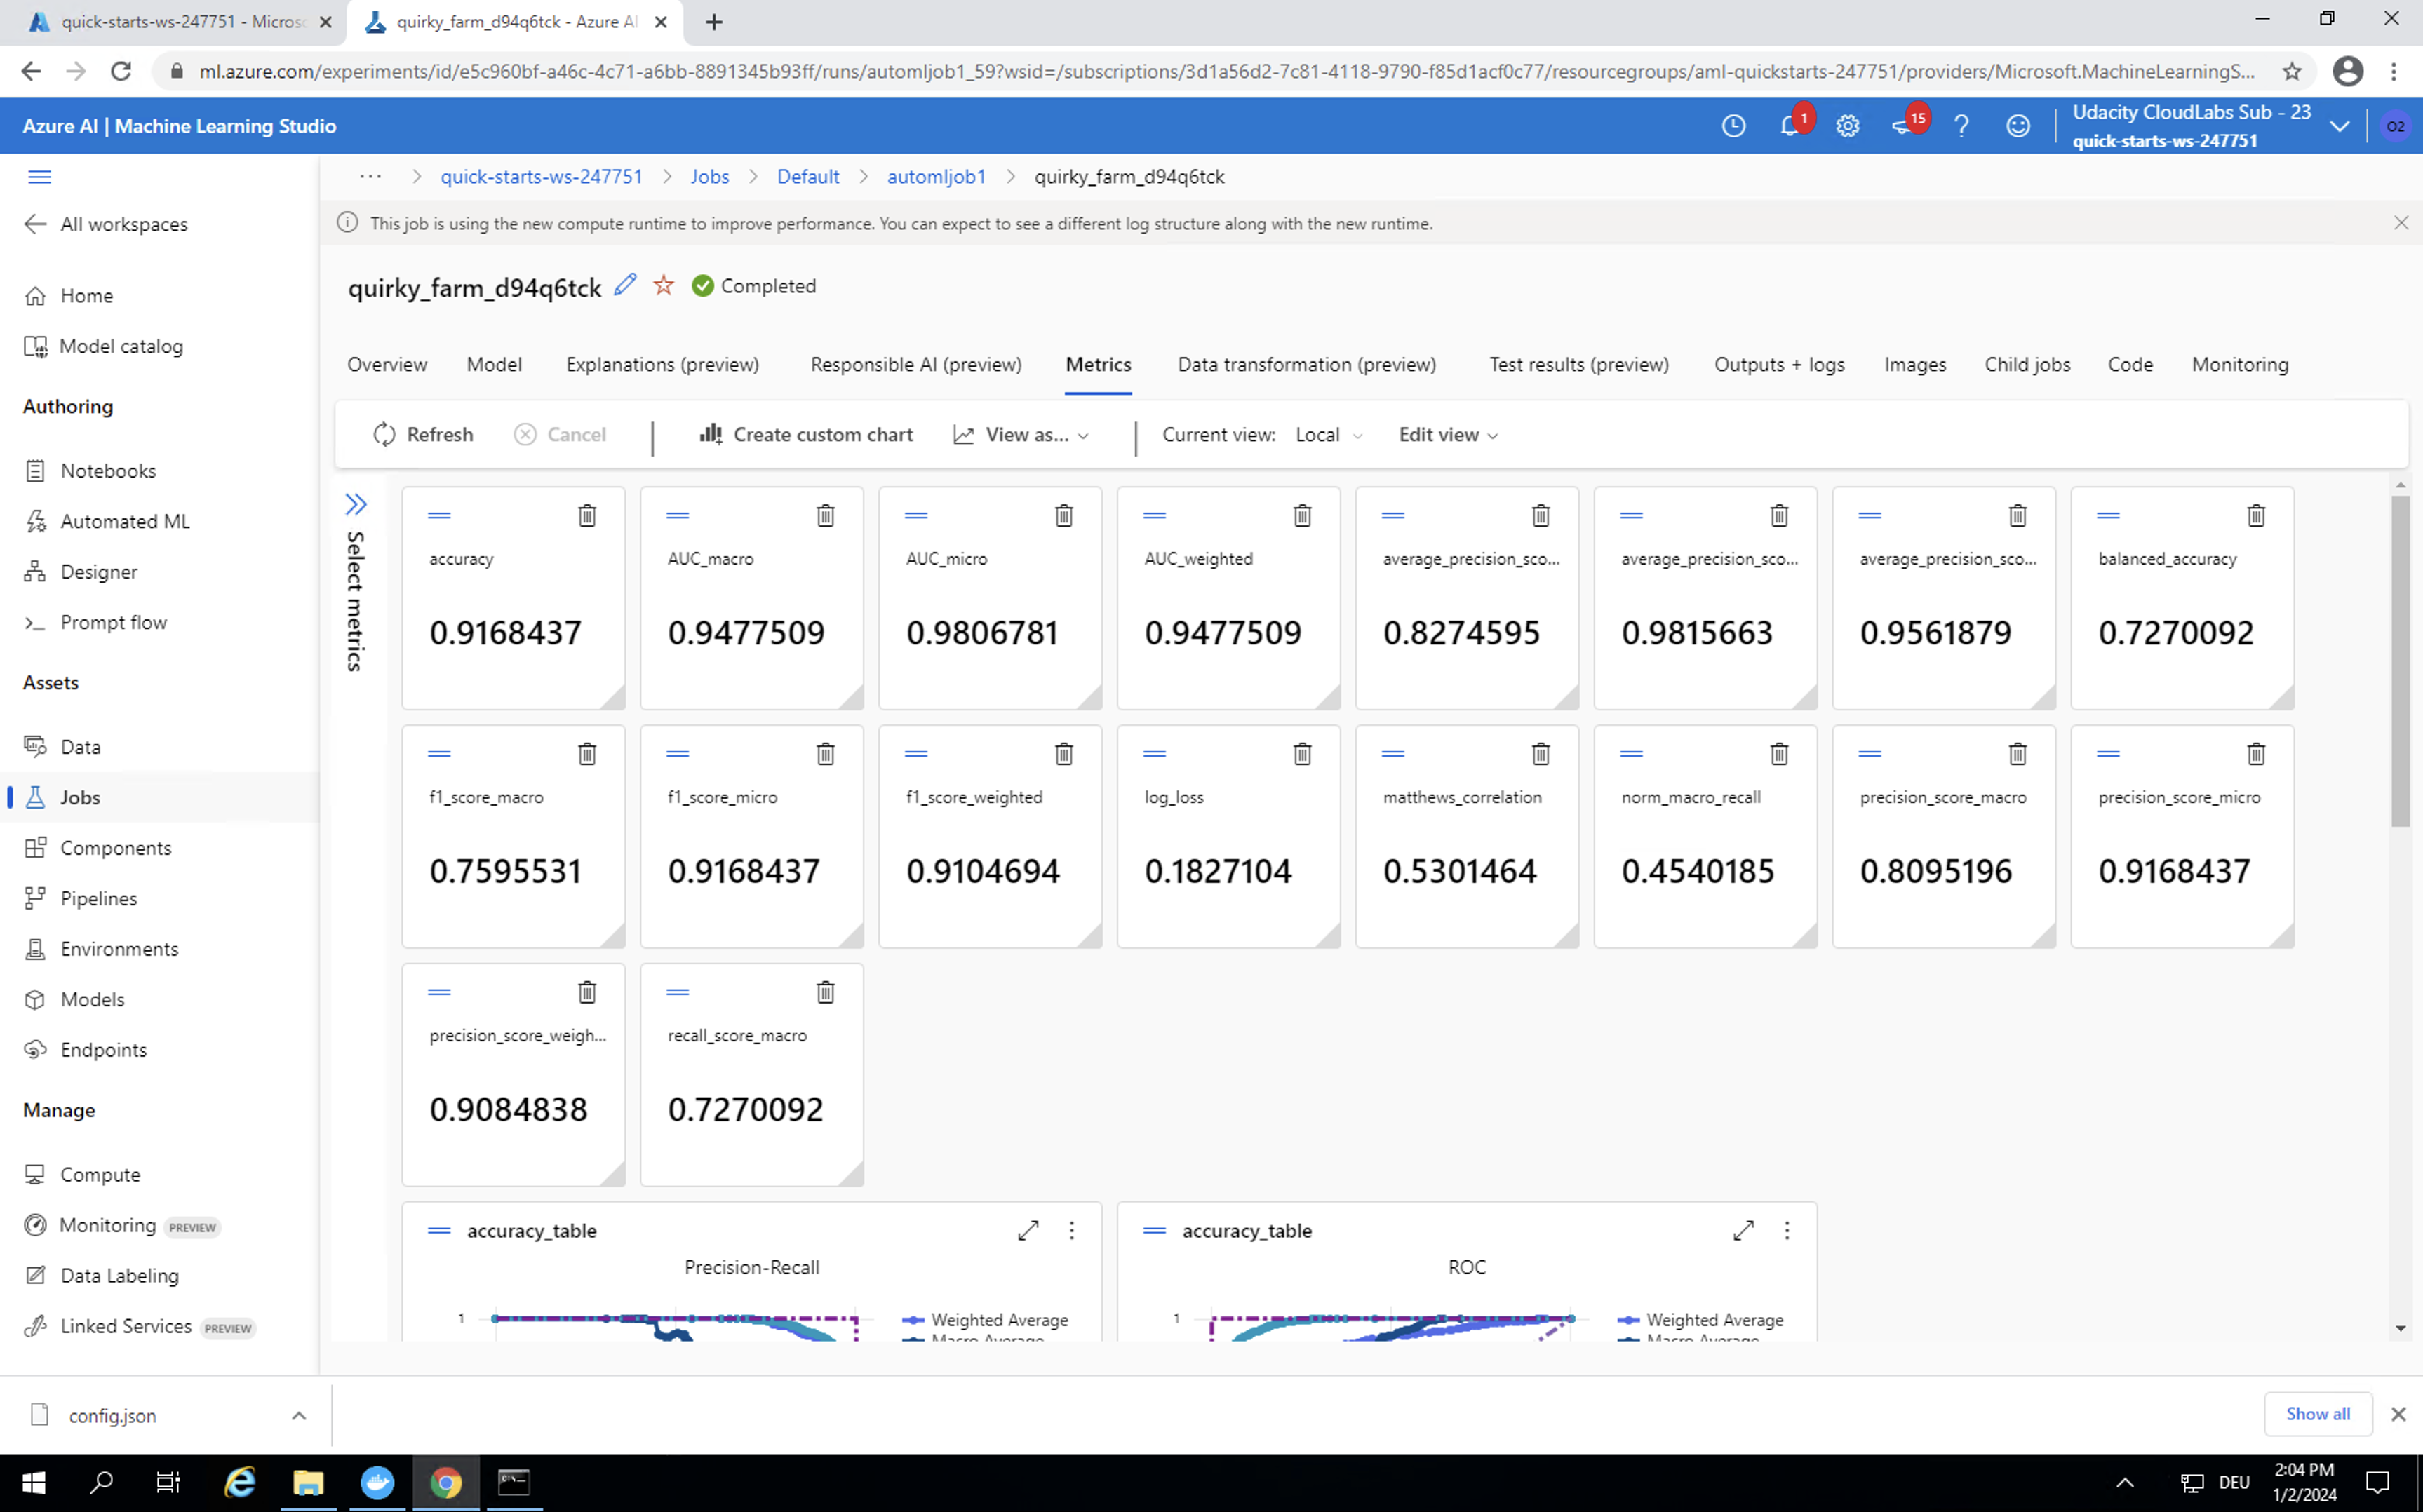 quick-starts-ws-247751 - Microso
quirky_farm_d94q6tck - Azure AI
ml.azure.com/experiments/id/e5c960bf-a46c-4c71-a6bb-8891345b93ff/runs/automljob1_59?wsid=/subscriptions/3d1a56d2-7c81-4118-9790-f85d1acf0c77/resourcegroups/aml-quickstarts-247751/providers/Microsoft.MachineLearningS...
Azure AI | Machine Learning Studio
1
15
Udacity CloudLabs Sub - 23
quick-starts-ws-247751
O2
All workspaces
Home
Model catalog
Authoring
Notebooks
Automated ML
Designer
Prompt flow
Assets
Data
Jobs
Components
Pipelines
Environments
Models
Endpoints
Manage
Compute
Monitoring PREVIEW
Data Labeling
Linked Services PREVIEW
... > quick-starts-ws-247751 > Jobs > Default > automljob1 > quirky_farm_d94q6tck
This job is using the new compute runtime to improve performance. You can expect to see a different log structure along with the new runtime.
quirky_farm_d94q6tck Completed
Overview Model Explanations (preview) Responsible AI (preview) Metrics Data transformation (preview) Test results (preview) Outputs + logs Images Child jobs Code Monitoring
Refresh Cancel Create custom chart View as... Current view: Local Edit view
Select metrics
accuracy
0.9168437
AUC_macro
0.9477509
AUC_micro
0.9806781
AUC_weighted
0.9477509
average_precision_sco...
0.8274595
average_precision_sco...
0.9815663
average_precision_sco...
0.9561879
balanced_accuracy
0.7270092
f1_score_macro
0.7595531
f1_score_micro
0.9168437
f1_score_weighted
0.9104694
log_loss
0.1827104
matthews_correlation
0.5301464
norm_macro_recall
0.4540185
precision_score_macro
0.8095196
precision_score_micro
0.9168437
precision_score_weigh...
0.9084838
recall_score_macro
0.7270092
accuracy_table
Precision-Recall
1
Weighted Average
Macro Average
accuracy_table
ROC
1
Weighted Average
Macro Average
config.json
Show all
DEU
2:04 PM
1/2/2024